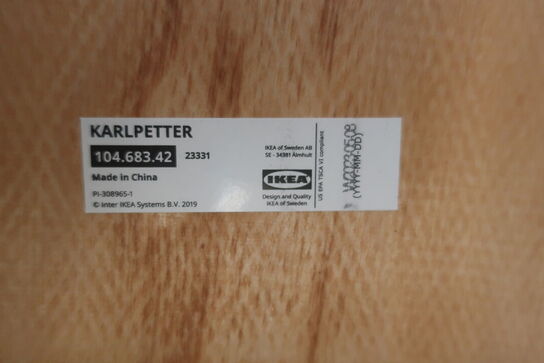 KARLPETTER
104.683.42 23331
Made in China
PI-308965-1
© Inter IKEA Systems B.V. 2019
IKEA of Sweden AB
SE - 34381 Älmhult
IKEA
Design and Quality
IKEA of Sweden
US EPA TSCA VI compliant
(YYYY-MM-DD)